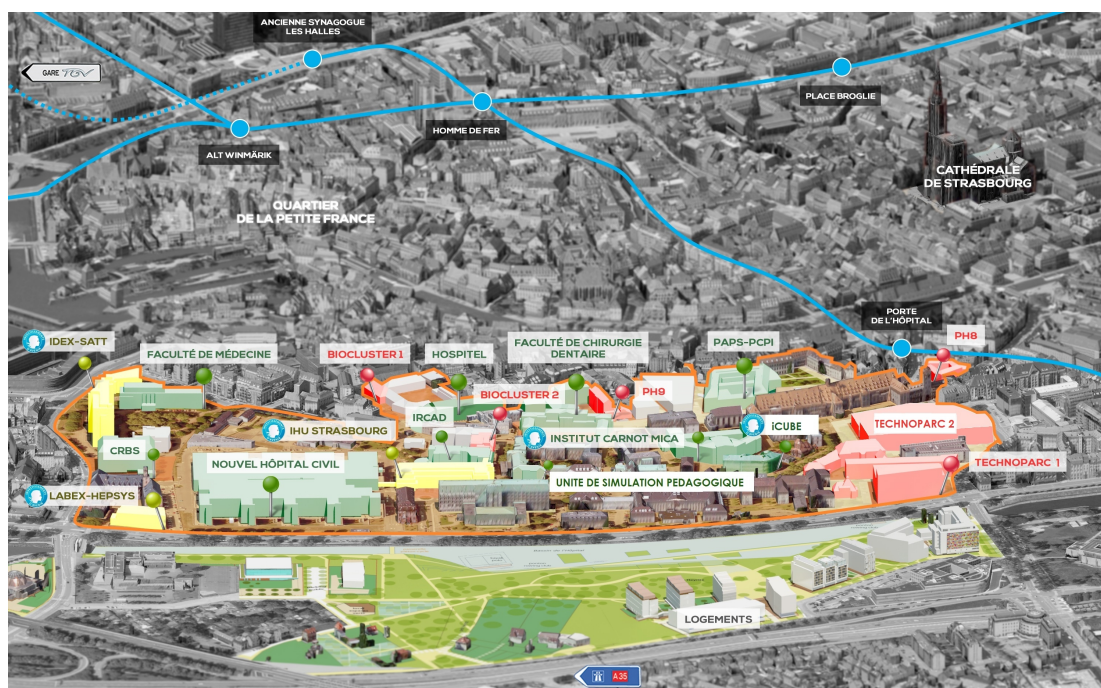 ANCIENNE SYNAGOGUE
LES HALLES
GARE TGV
PLACE BROGLIE
HOMME DE FER
ALT WINMÄRIK
CATHÉDRALE
DE STRASBOURG
QUARTIER
DE LA PETITE FRANCE
PORTE
DE L'HÔPITAL
IDEX-SATT
FACULTÉ DE MÉDECINE
BIOCLUSTER 1
HOSPITEL
FACULTÉ DE CHIRURGIE
DENTAIRE
PAPS-PCPI
PH8
BIOCLUSTER 2
PH9
IRCAD
IHU STRASBOURG
INSTITUT CARNOT MICA
iCUBE
TECHNOPARC 2
CRBS
NOUVEL HÔPITAL CIVIL
TECHNOPARC 1
UNITE DE SIMULATION PEDAGOGIQUE
LABEX-HEPSYS
LOGEMENTS
A 35